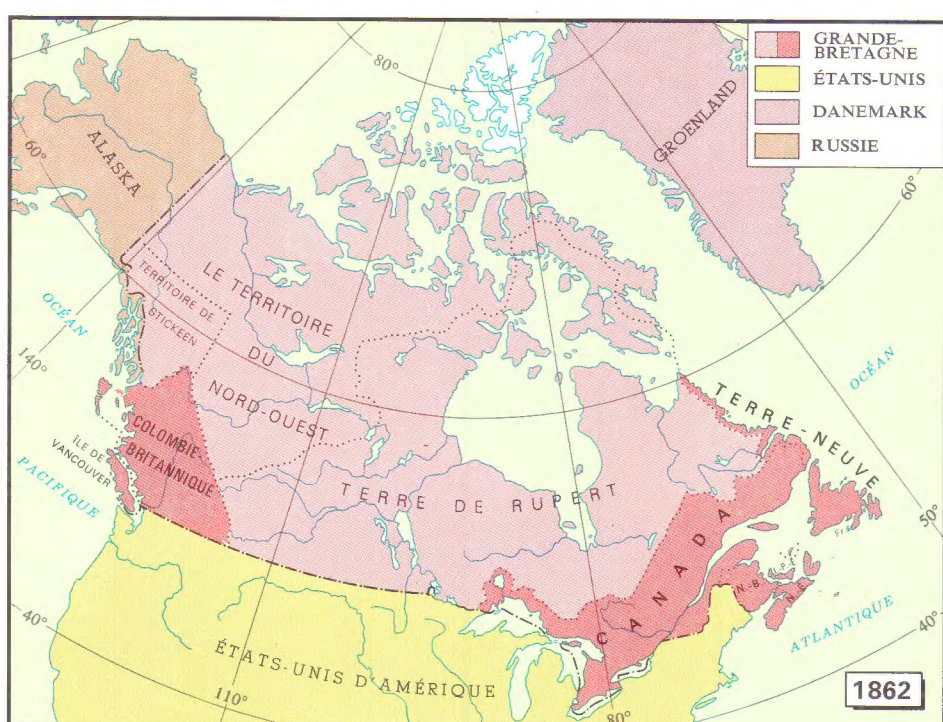 GRANDE-
BRETAGNE
ÉTATS-UNIS
DANEMARK
RUSSIE
80°
60°
ALASKA
GROENLAND
60°
LE TERRITOIRE
DU
NORD-OUEST
TERRITOIRE DE
STICKEEN
OCÉAN
140°
OCÉAN
TERRE-NEUVE
COLOMBIE
BRITANNIQUE
ÎLE DE
VANCOUVER
PACIFIQUE
TERRE DE RUPERT
CANADA
50°
Fr.
Î.-P.-É.
N.-B.
N.-É.
ATLANTIQUE
40°
40°
ÉTATS-UNIS D'AMÉRIQUE
110°
80°
1862